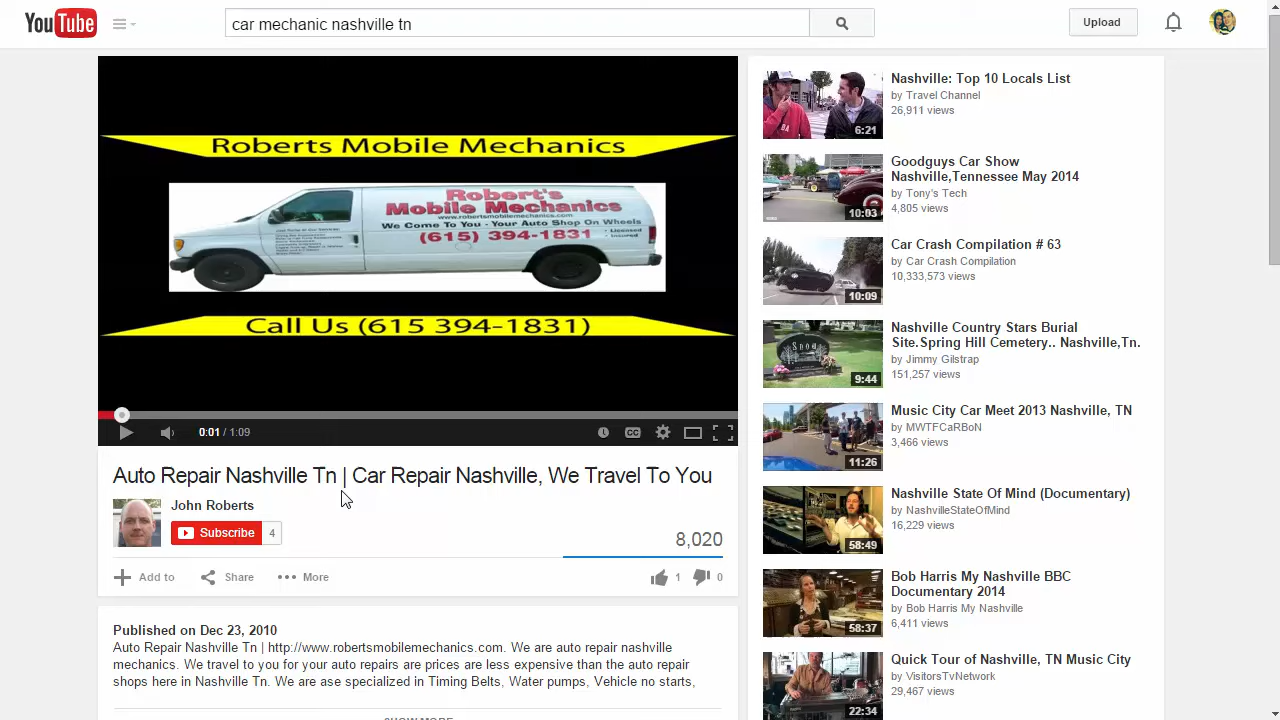 YouTube
car mechanic nashville tn
Upload
Roberts Mobile Mechanics
Robert's
Mobile Mechanics
www.robertsmobilemechanics.com
We Come To You - Your Auto Shop On Wheels
(615) 394-1831
Licensed
Insured
Call Us (615 394-1831)
0:01 / 1:09
CC
Auto Repair Nashville Tn | Car Repair Nashville, We Travel To You
John Roberts
Subscribe 4
8,020
Add to
Share
More
1
0
Published on Dec 23, 2010
Auto Repair Nashville Tn | http://www.robertsmobilemechanics.com. We are auto repair nashville
mechanics. We travel to you for your auto repairs are prices are less expensive then the auto repair
shops here in Nashville Tn. We are ase specialized in Timing Belts, Water pumps, Vehicle no starts,
SHOW MORE
6:21
Nashville: Top 10 Locals List
by Travel Channel
26,911 views
10:03
Goodguys Car Show
Nashville,Tennessee May 2014
by Tony's Tech
4,805 views
10:09
Car Crash Compilation # 63
by Car Crash Compilation
10,333,573 views
9:44
Nashville Country Stars Burial
Site.Spring Hill Cemetery.. Nashville,Tn.
by Jimmy Gilstrap
151,257 views
11:26
Music City Car Meet 2013 Nashville, TN
by MWTFCaRBoN
3,466 views
58:49
Nashville State Of Mind (Documentary)
by NashvilleStateOfMind
16,229 views
58:37
Bob Harris My Nashville BBC
Documentary 2014
by Bob Harris My Nashville
6,411 views
22:34
Quick Tour of Nashville, TN Music City
by VisitorsTvNetwork
29,467 views